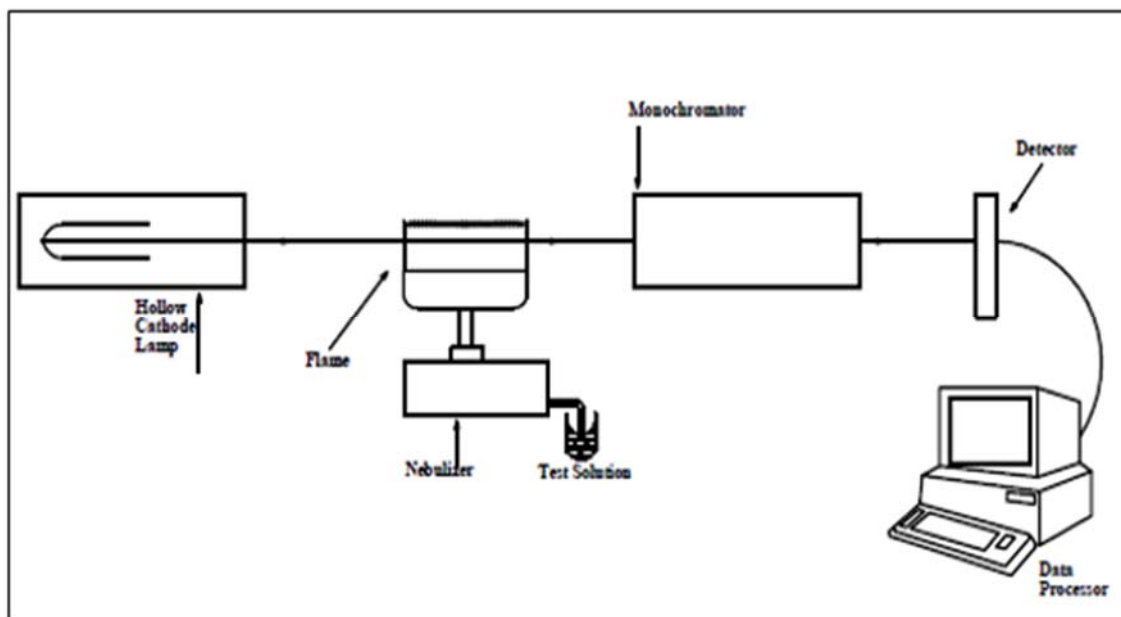 Monochromator
Detector
Hollow
Cathode
Lamp
Flame
Nebulizer
Test Solution
Data
Processor